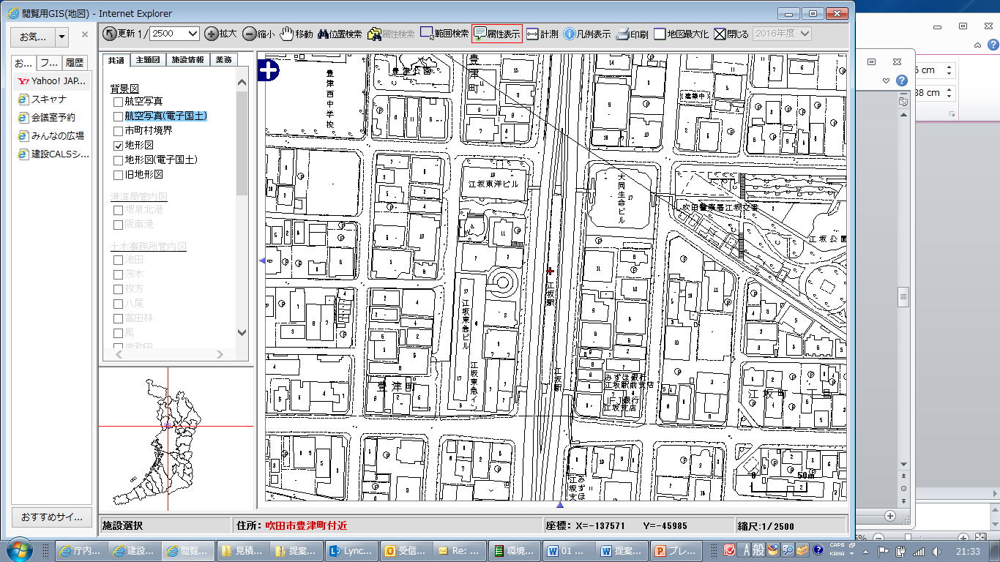 閲覧用GIS(地図) - Internet Explorer
お気...
更新 1/ 2500 拡大 縮小 移動 位置検索 属性検索 範囲検索 属性表示 計測 凡例表示 印刷 地図最大化 閉じる 2016年度
お... フ... 履歴
Yahoo! JAP...
スキャナ
会議室予約
みんなの広場
建設CALSシ...
おすすめサイ...
共通 主題図 施設情報 業務
背景図
航空写真
航空写真(電子国土)
市町村境界
地形図
地形図(電子国土)
旧地形図
港湾局管内図
堺泉北港
阪南港
土木事務所管内図
池田
茨木
枚方
八尾
富田林
鳳
岸和田
豊津西中学校
豊津公園
豊津町
[建築中]
江坂東洋ビル
大同生命ビル
吹田警察署江坂交番
江坂公園
江坂駅
江坂東急ビル
江坂東急イン
江坂駅
みずほ銀行
江坂駅前支店
UFJ銀行
江坂支店
豊津町
江坂町
0 50m
施設選択
住所：吹田市豊津町付近
座標：X=-137571 Y=-45985
縮尺:1/2500
38 cm
庁内... 建設... 閲覧... 見積... 提案... Lync... 受信... Re: ... 環境... 01 ... 提案... プレ...
A 般
CAPS
KANA
21:33